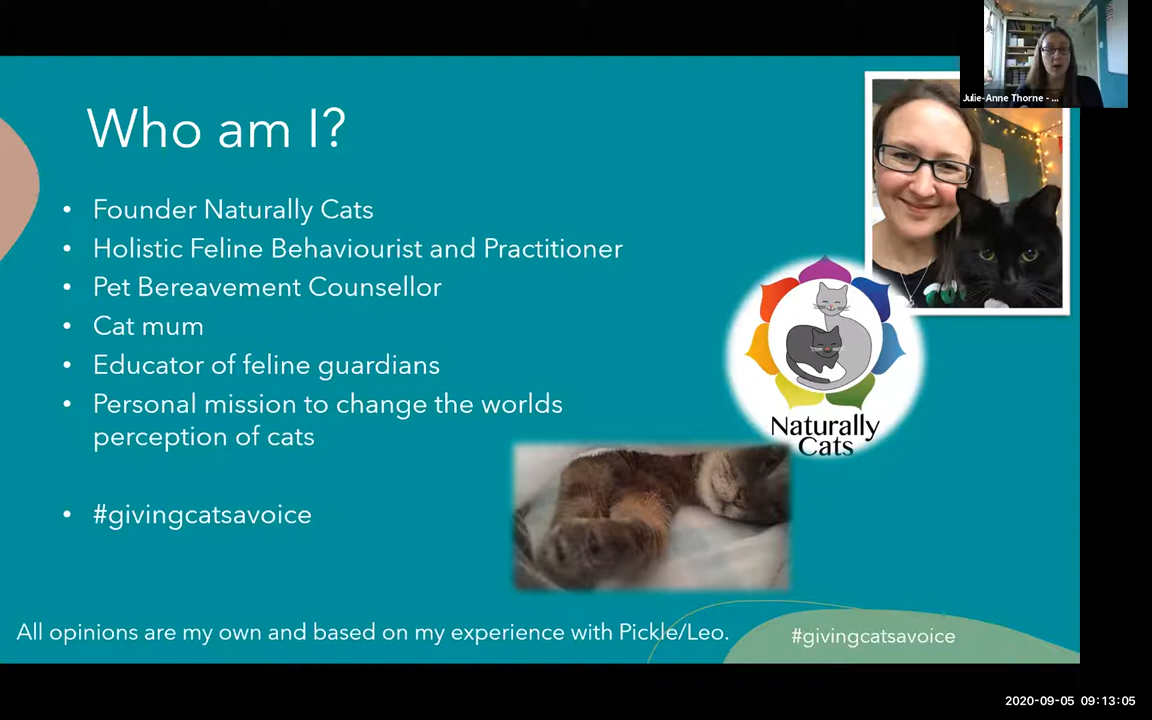 Julie-Anne Thorne - ...
Who am I?
• Founder Naturally Cats
• Holistic Feline Behaviourist and Practitioner
• Pet Bereavement Counsellor
• Cat mum
• Educator of feline guardians
• Personal mission to change the worlds
perception of cats
• #givingcatsavoice
Naturally
Cats
All opinions are my own and based on my experience with Pickle/Leo.
#givingcatsavoice
2020-09-05 09:13:05